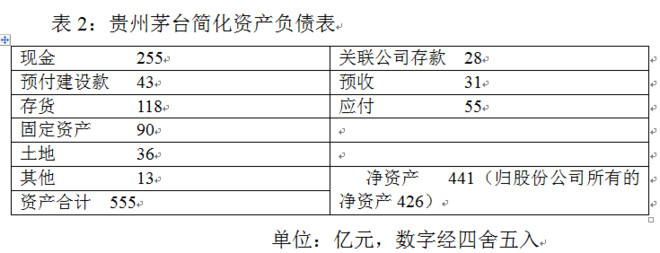 表 2：贵州茅台简化资产负债表
现金 255 关联公司存款 28
预付建设款 43 预收 31
存货 118 应付 55
固定资产 90
土地 36
其他 13 净资产 441（归股份公司所有的
资产合计 555 净资产 426）
单位：亿元，数字经四舍五入